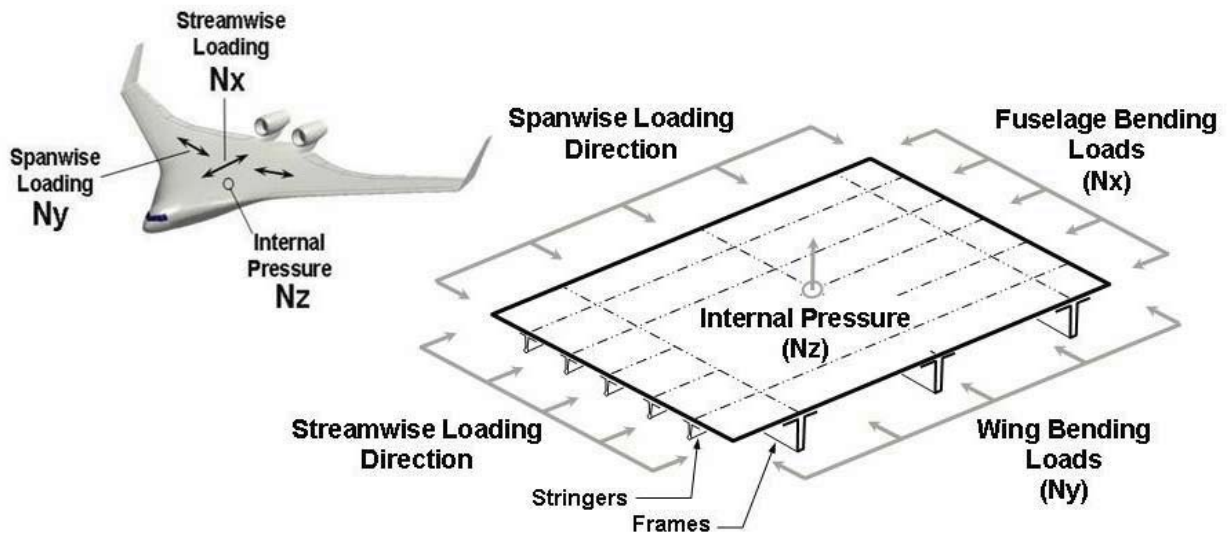 Streamwise
Loading
Nx
Spanwise
Loading
Ny
Internal
Pressure
Nz
Spanwise Loading
Direction
Fuselage Bending
Loads
(Nx)
Internal Pressure
(Nz)
Streamwise Loading
Direction
Wing Bending
Loads
(Ny)
Stringers
Frames